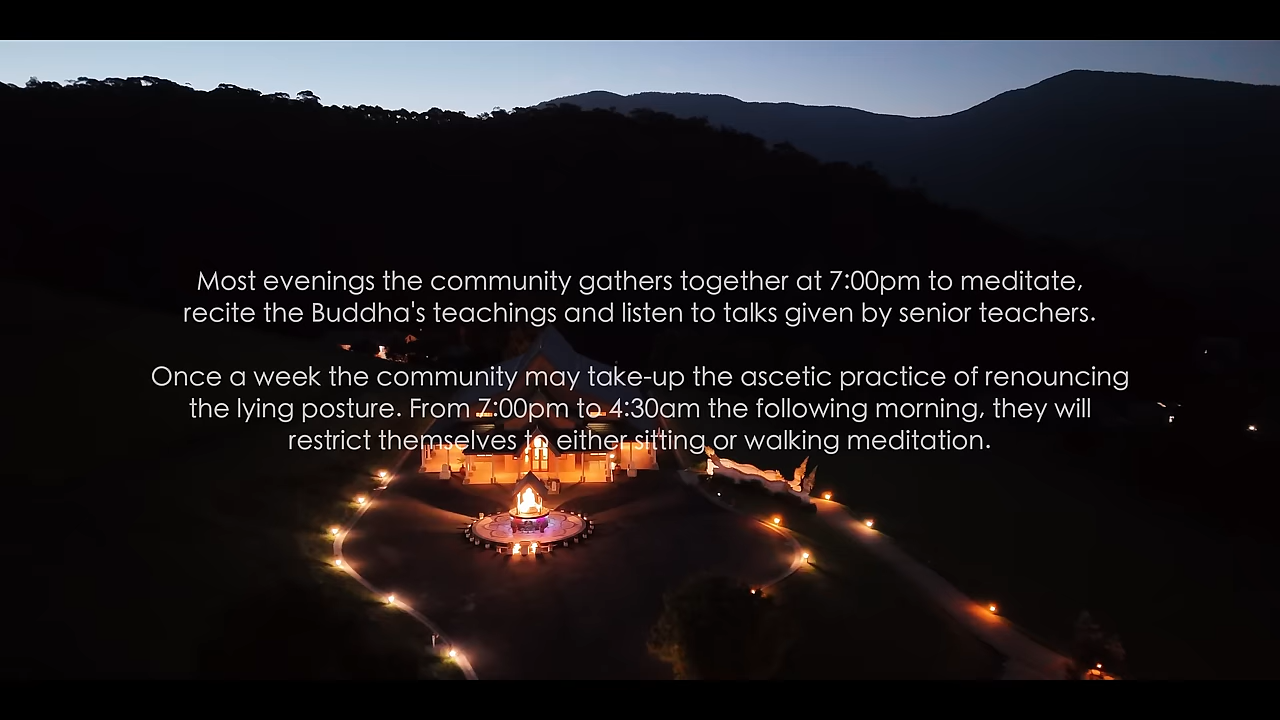 Most evenings the community gathers together at 7:00pm to meditate,
recite the Buddha's teachings and listen to talks given by senior teachers.
Once a week the community may take-up the ascetic practice of renouncing
the lying posture. From 7:00pm to 4:30am the following morning, they will
restrict themselves to either sitting or walking meditation.